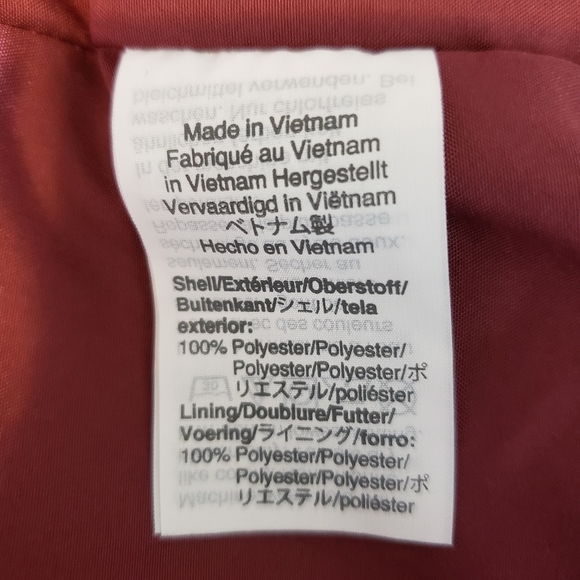 Made in Vietnam
Fabriqué au Vietnam
in Vietnam Hergestellt
Vervaardigd in Viëtnam
ベトナム製
Hecho en Vietnam
Shell/Extérieur/Oberstoff/
Buitenkant/シェル/tela
exterior:
100% Polyester/Polyester/
Polyester/Polyester/ポ
リエステル/poliéster
Lining/Doublure/Futter/
Voering/ライニング/forro:
100% Polyester/Polyester/
Polyester/Polyester/ポ
リエステル/poliéster